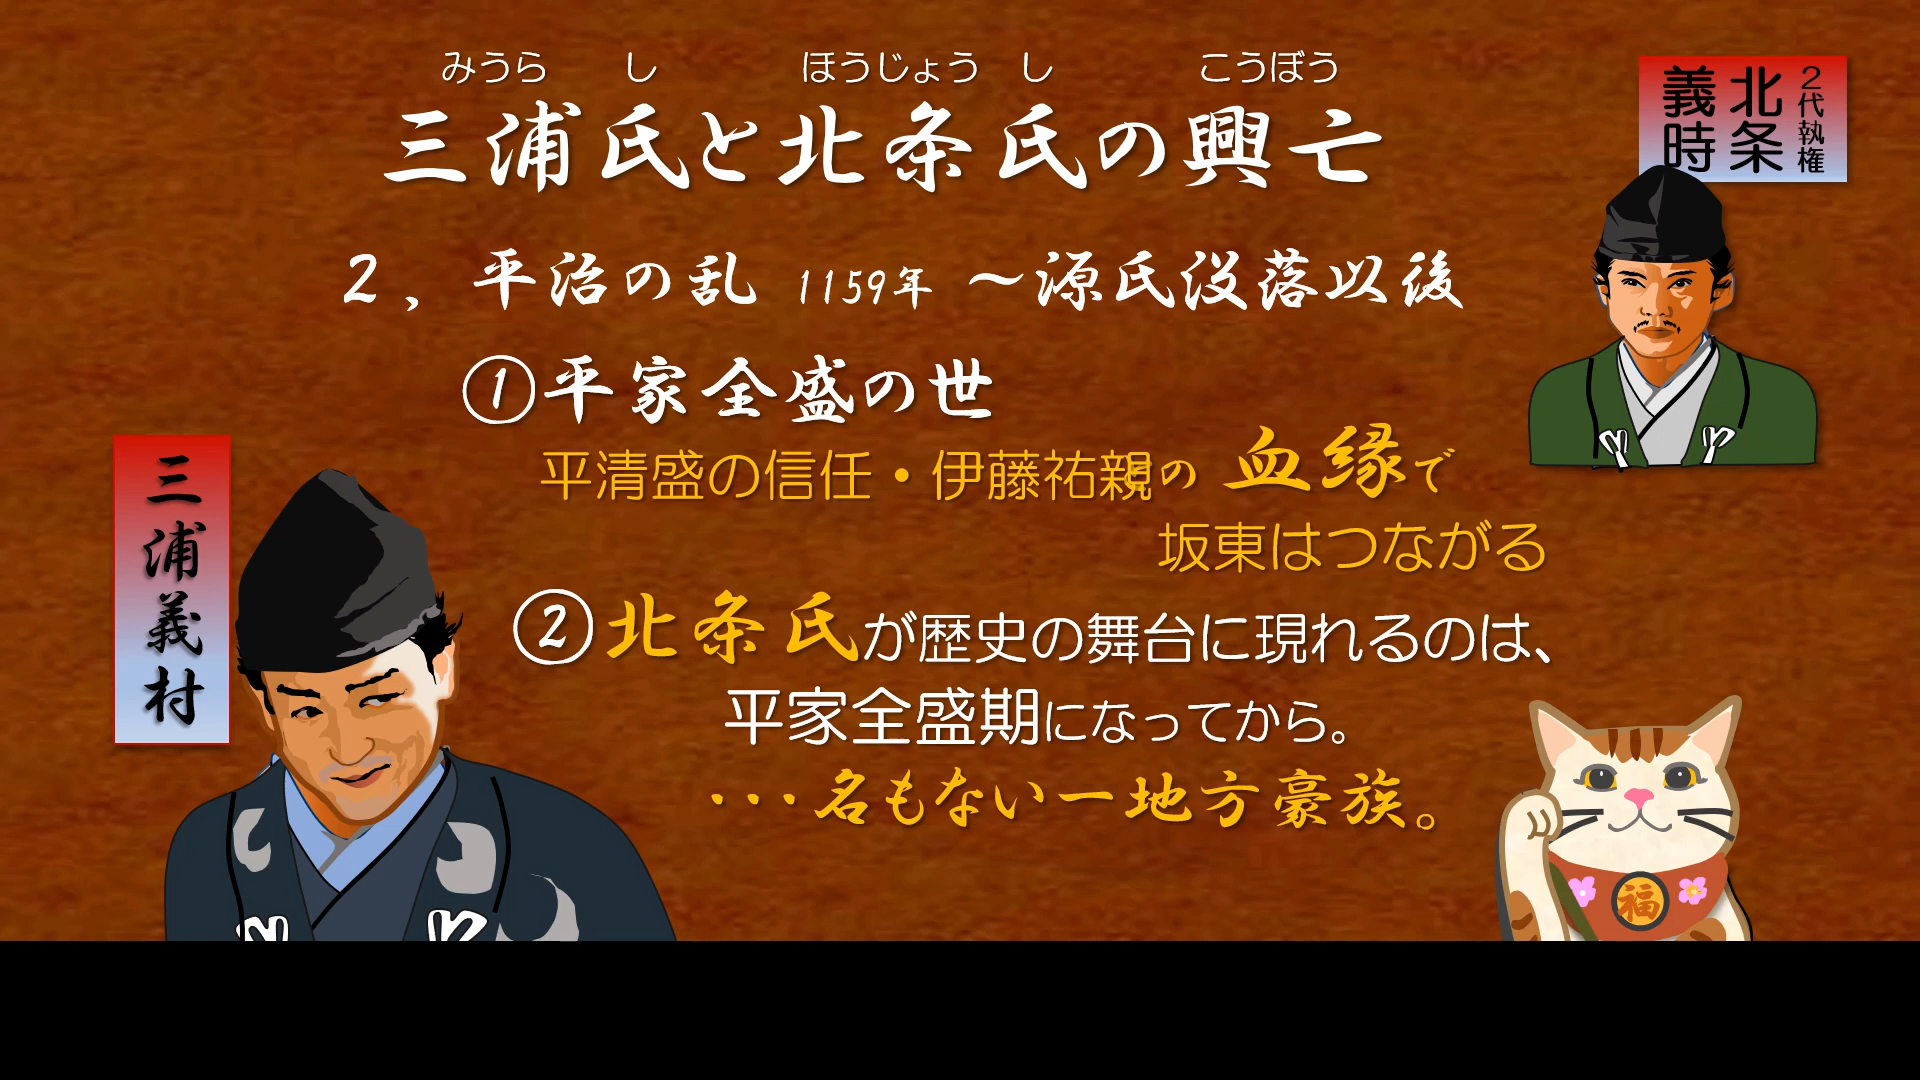 みうら し ほうじょう し こうぼう
三浦氏と北条氏の興亡
2代執権
北条
義時
２，平治の乱 1159年 〜源氏没落以後
①平家全盛の世
平清盛の信任・伊藤祐親との 血縁で
坂東はつながる
三浦義村
②北条氏が歴史の舞台に現れるのは、
平家全盛期になってから。
・・・名もない一地方豪族。
福